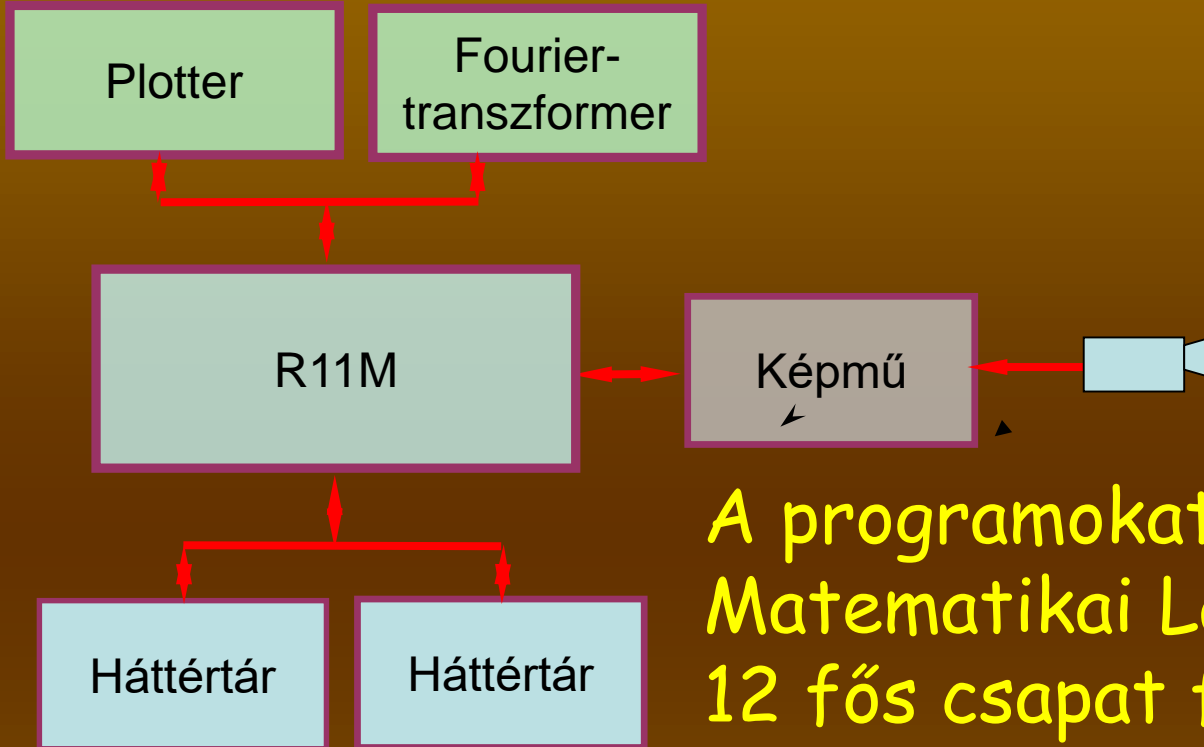 Plotter
Fourier-
transzformer
R11M
Képmű
A programokat
Matematikai
12 fős csapat
Háttértár
Háttértár